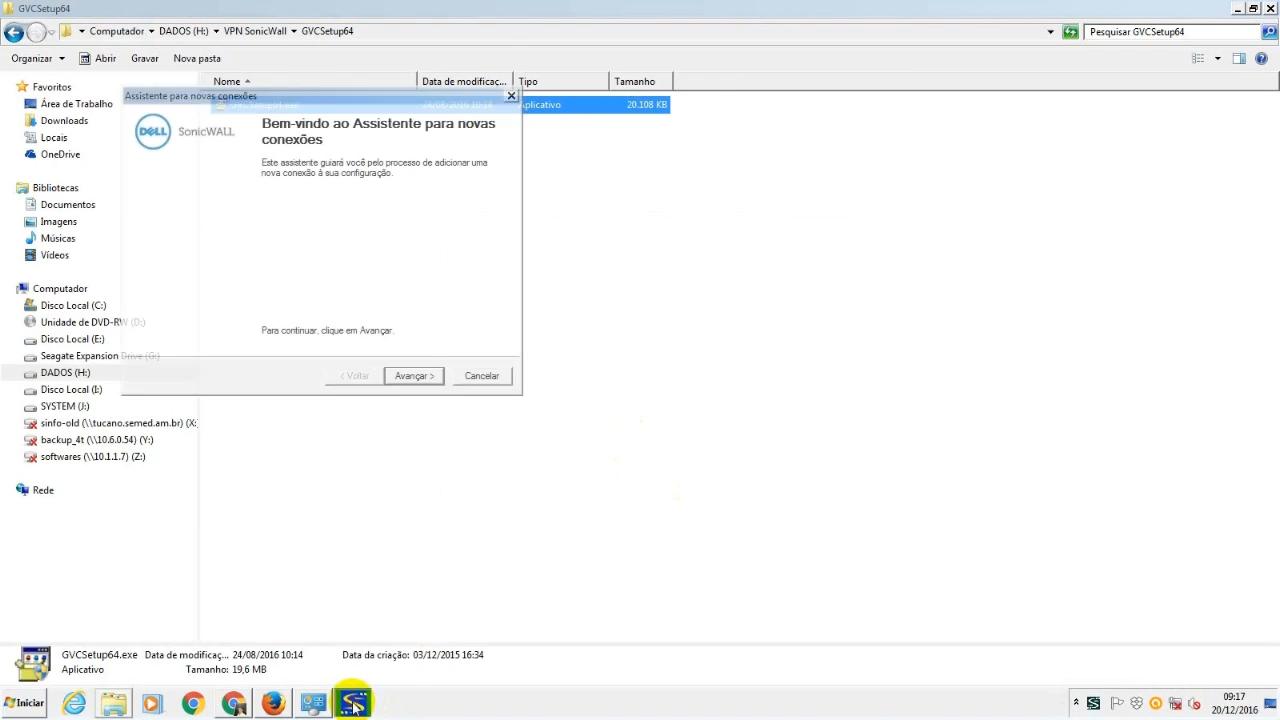 GVCSetup64
Computador ▾ DADOS (H:) ▾ VPN SonicWall ▾ GVCSetup64
Pesquisar GVCSetup64
Organizar Abrir Gravar Nova pasta
Nome Data de modificaç... Tipo Tamanho
24/08/2016 10:14 Aplicativo 20.108 KB
Assistente para novas conexões
DELL SonicWALL
Bem-vindo ao Assistente para novas
conexões
Este assistente guiará você pelo processo de adicionar uma
nova conexão à sua configuração.
Para continuar, clique em Avançar.
< Voltar Avançar > Cancelar
Favoritos
Área de Trabalho
Downloads
Locais
OneDrive
Bibliotecas
Documentos
Imagens
Músicas
Vídeos
Computador
Disco Local (C:)
Unidade de DVD-RW (D:)
Disco Local (E:)
Seagate Expansion Drive (G:)
DADOS (H:)
Disco Local (I:)
SYSTEM (J:)
sinfo-old (\\tucano.semed.am.br) (X:
backup_4t (\\10.6.0.54) (Y:)
softwares (\\10.1.1.7) (Z:)
Rede
GVCSetup64.exe Data de modificaç... 24/08/2016 10:14 Data da criação: 03/12/2015 16:34
Aplicativo Tamanho: 19,6 MB
Iniciar
09:17
20/12/2016